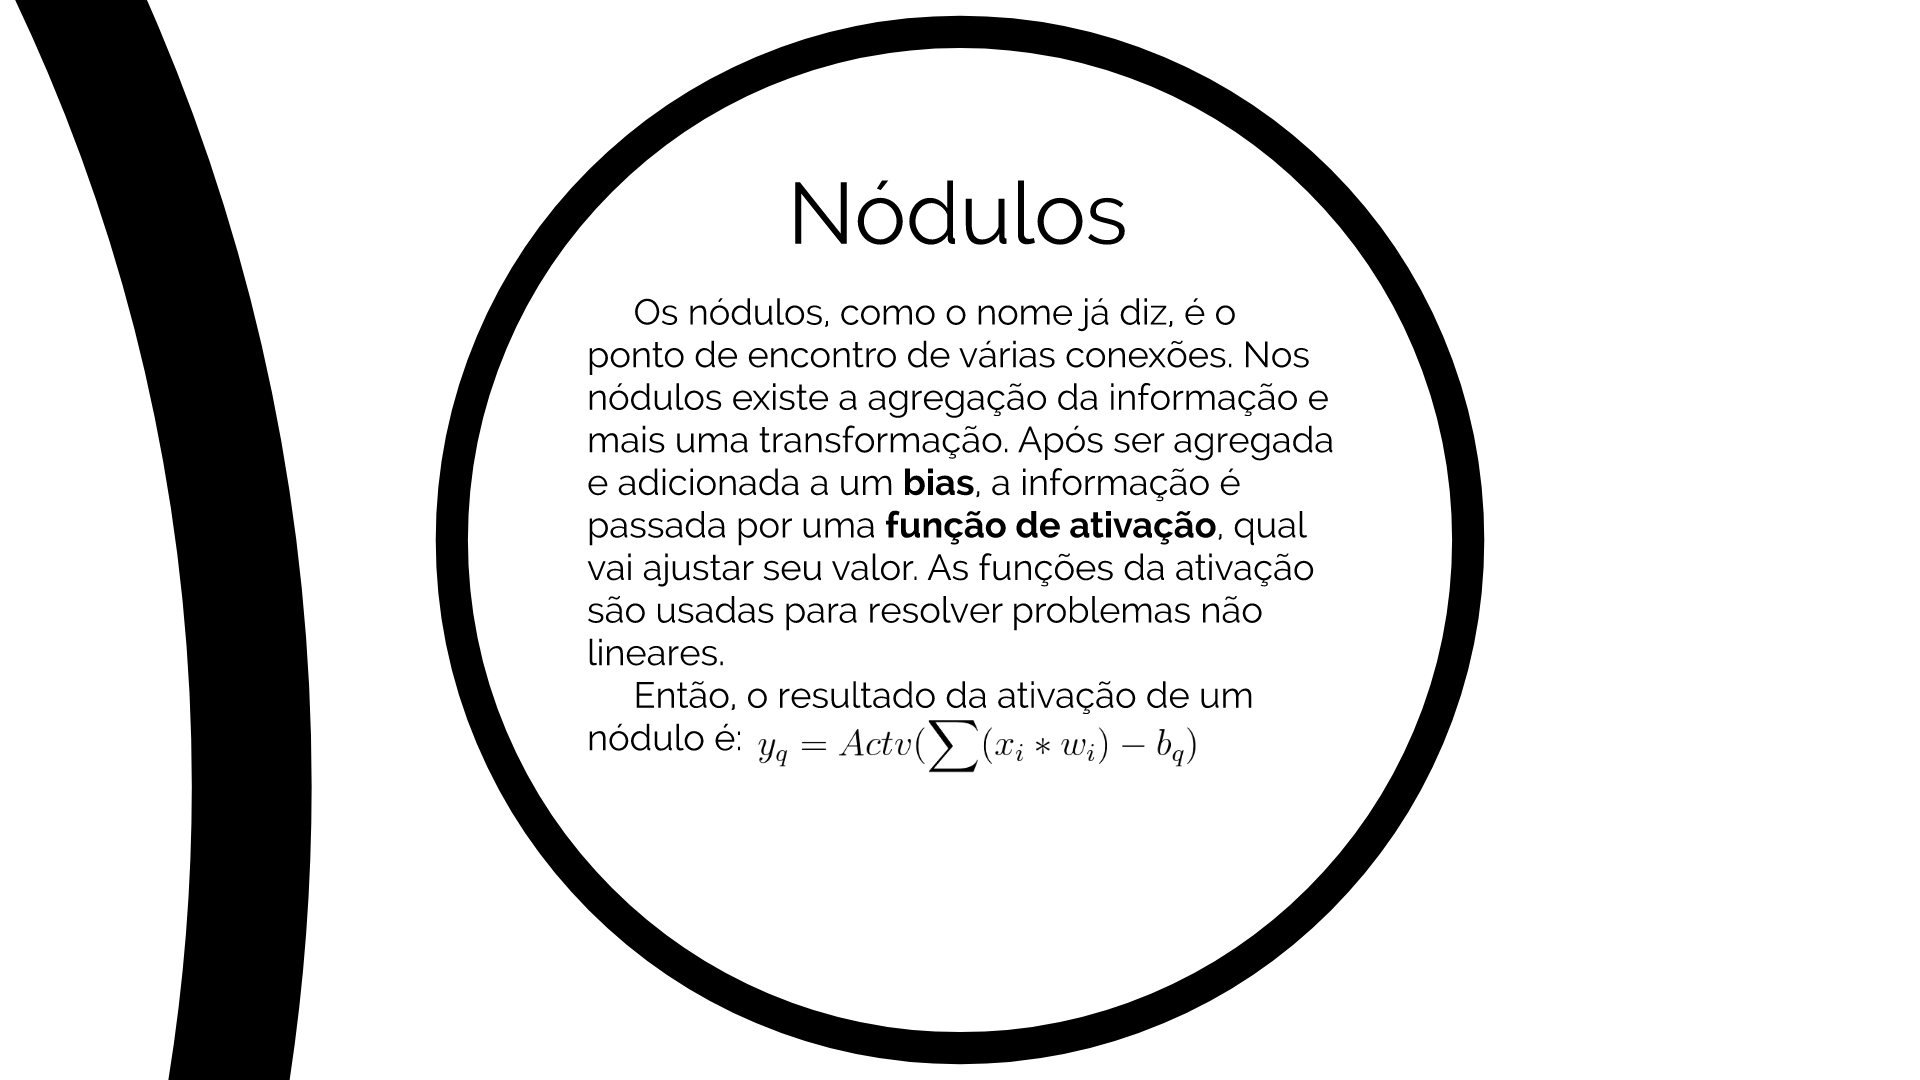 Nódulos
Os nódulos, como o nome já diz, é o
ponto de encontro de várias conexões. Nos
nódulos existe a agregação da informação e
mais uma transformação. Após ser agregada
e adicionada a um bias, a informação é
passada por uma função de ativação, qual
vai ajustar seu valor. As funções da ativação
são usadas para resolver problemas não
lineares.
Então, o resultado da ativação de um
nódulo é: y_q = Actv(∑(x_i * w_i) − b_q)